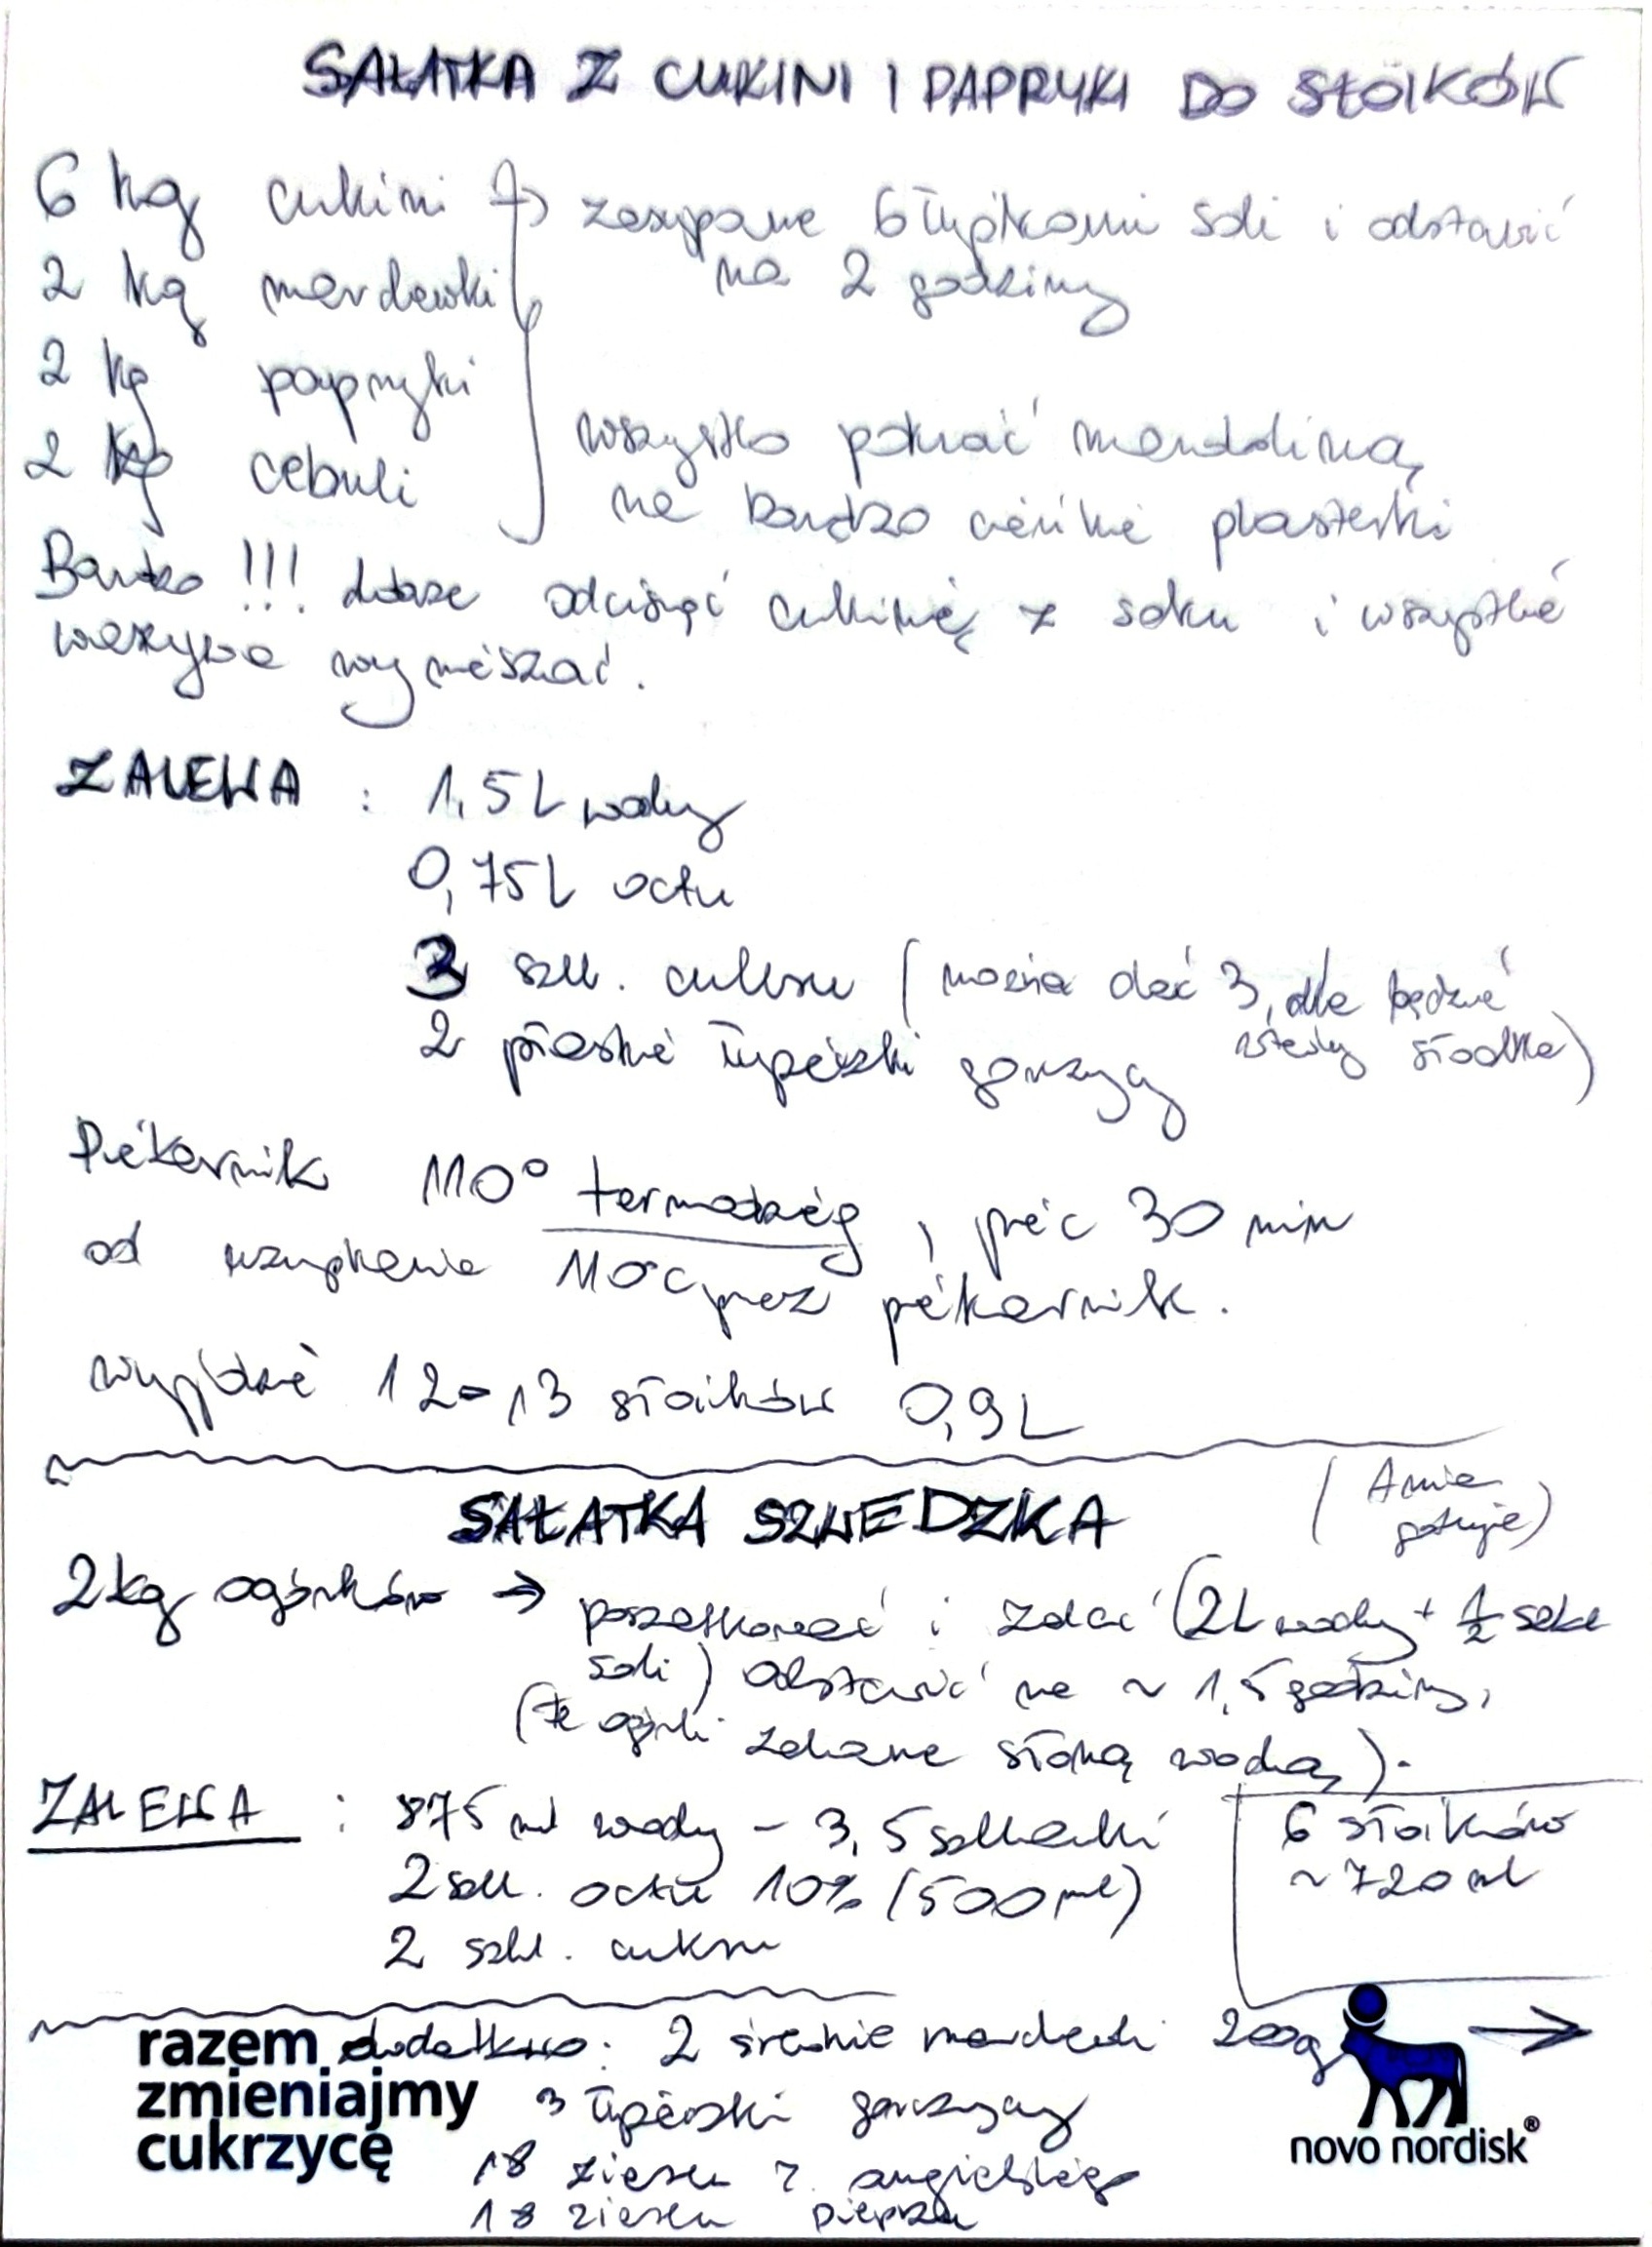 SAŁATKA Z CUKINI I PAPRYKI DO SŁOIKÓW
6 kg cukini → zasypane 6 łyżkami soli i odstawić
na 2 godziny
2 kg marchewki
2 kg papryki
2 kg cebuli
wszystko pokroić mandoliną
na bardzo cienkie plasterki
Bardzo !!! dobrze odcisnąć cukinię z soku i wszystkie
warzywa wymieszać.
ZALEWA : 1,5 L wody
0,75 L octu
szkl. cukru (można dać 3, ale będzie
wtedy słodka)
2 płaskie łyżeczki gorczycy
Piekarnik 110° termoobieg, piec 30 min
od uzyskania 110°C przez piekarnik.
wyjdzie 12-13 słoików 0,9 L
SAŁATKA SZWEDZKA
(Ania
gotuje)
2 kg ogórków → poszatkować i zalać (2 L wody + 1/2 szkl
soli) odstawić na ~ 1,5 godziny,
(te ogórki zalane słoną wodą).
ZALEWA : 875 ml wody - 3,5 szklanki
2 szkl. octu 10% (500 ml)
2 szkl. cukru
6 słoików
~ 720 ml
dodatkowo: 2 średnie marchewki 200g →
3 łyżeczki gorczycy
18 ziaren z. angielskiego
18 ziaren pieprzu
razem
zmieniajmy
cukrzycę
novo nordisk®